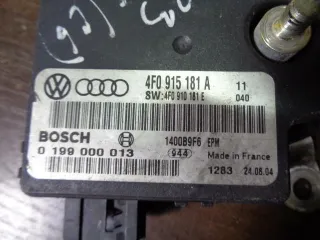 4F0 915 181 A 11
SW:4F0 910 181 E 040
BOSCH 1400B9F6 EPM
0 199 000 013 944 Made in France
1283 24.08.04